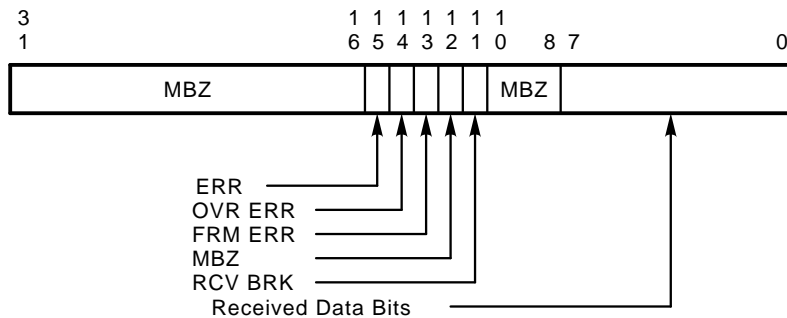 3 1 1 1 1 1 1 1
1 6 5 4 3 2 1 0 8 7 0
MBZ MBZ
ERR
OVR ERR
FRM ERR
MBZ
RCV BRK
Received Data Bits